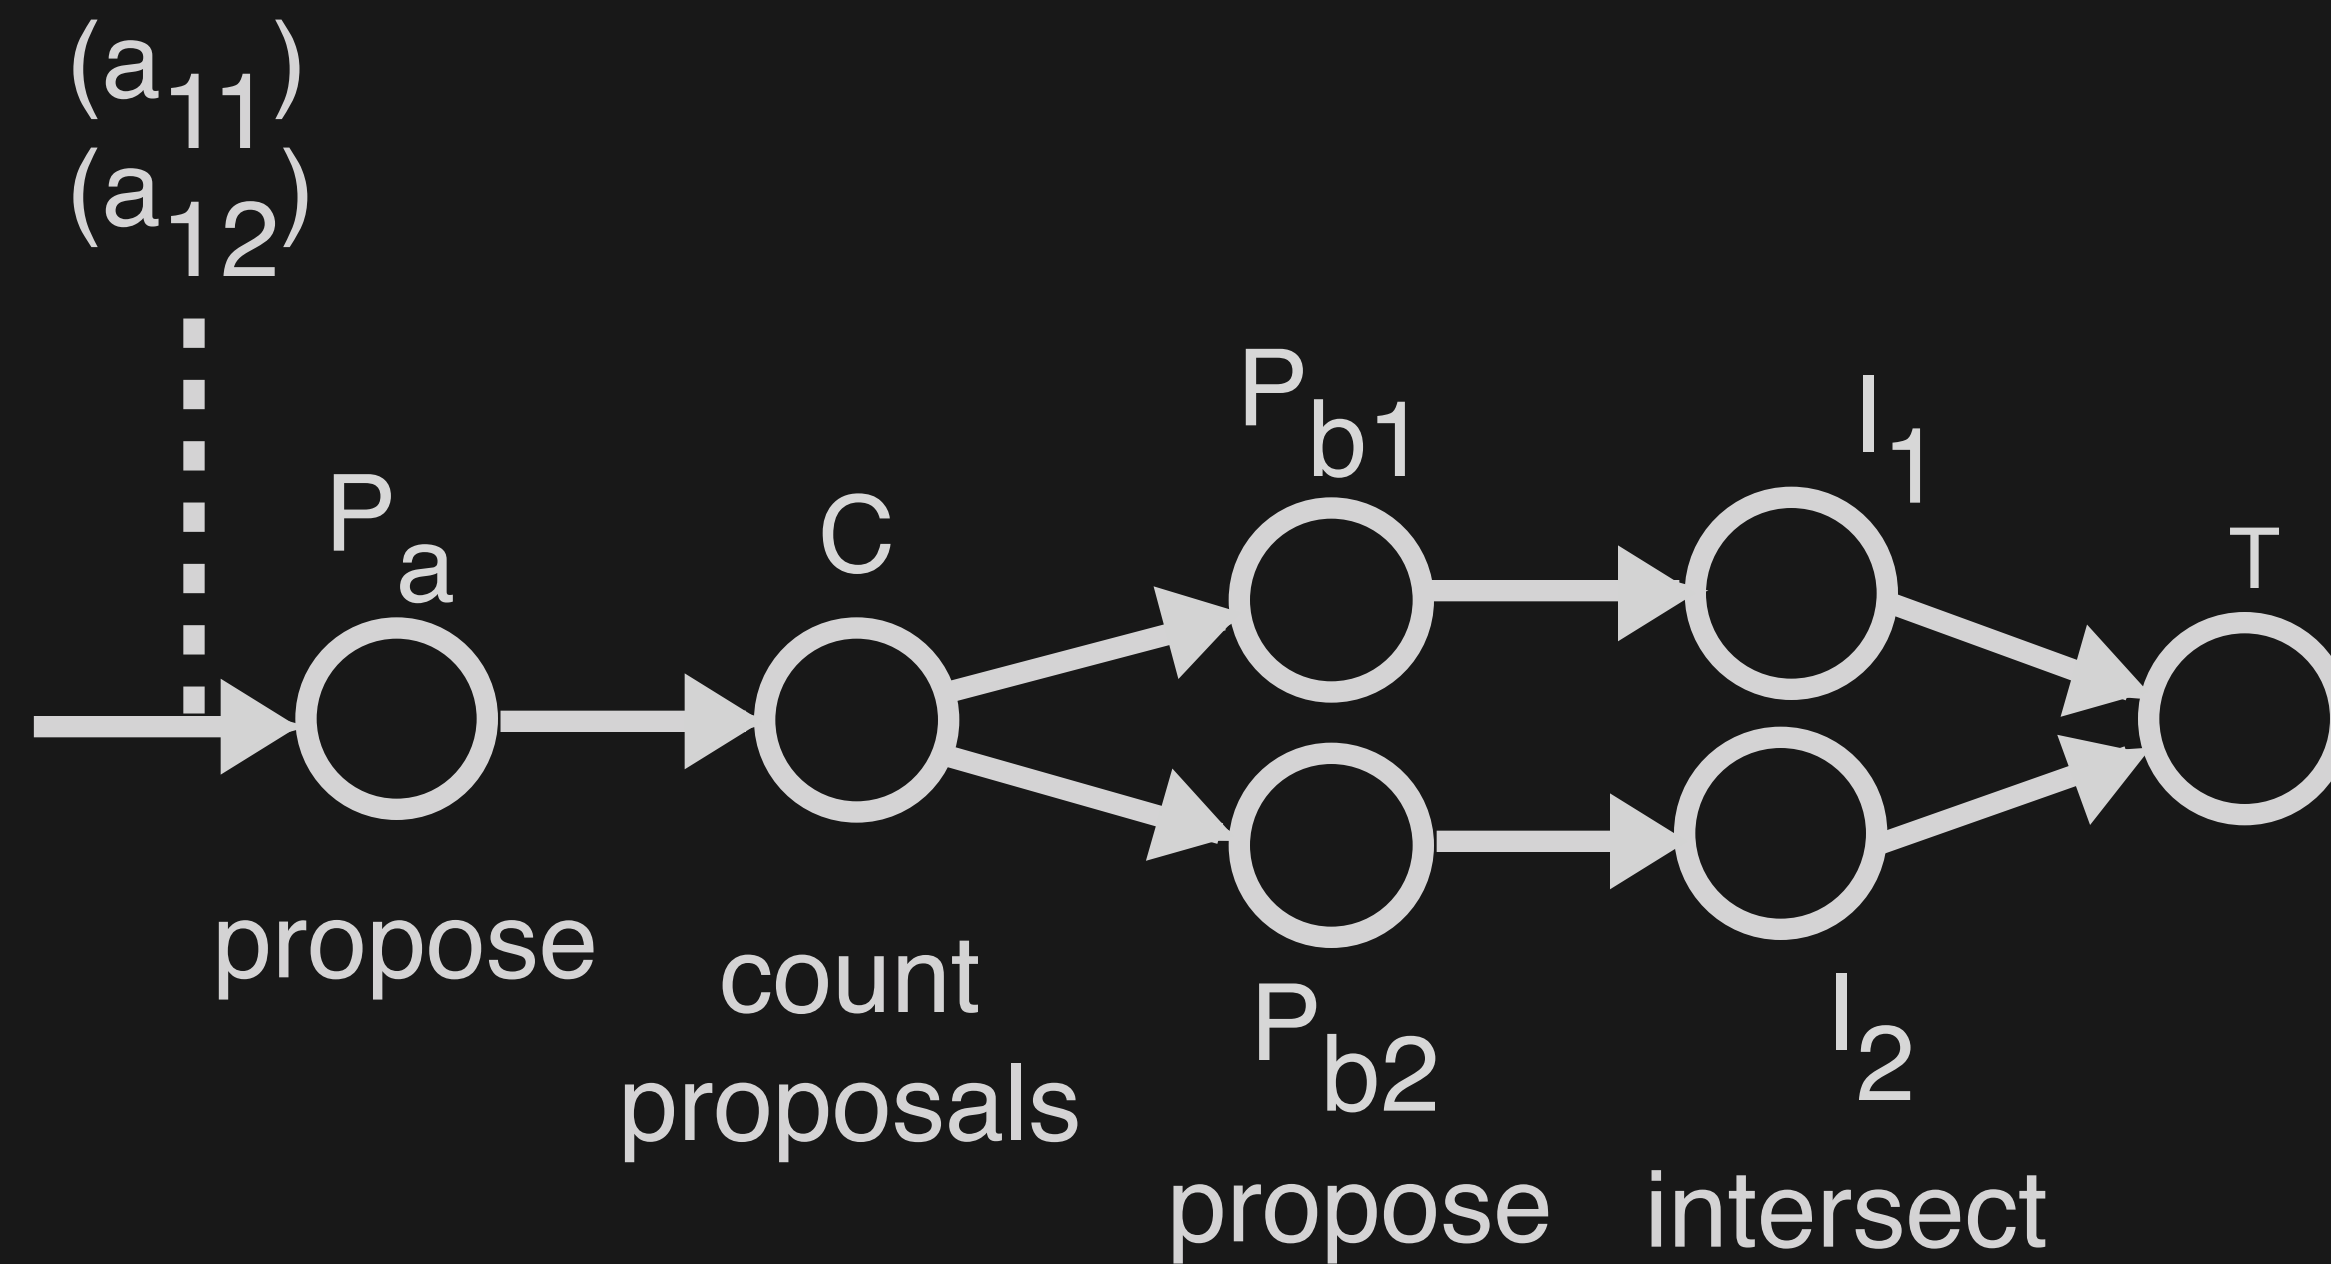 (a11)
(a12)
Pa
C
Pb1
I1
T
propose
count
proposals
Pb2
I2
propose
intersect